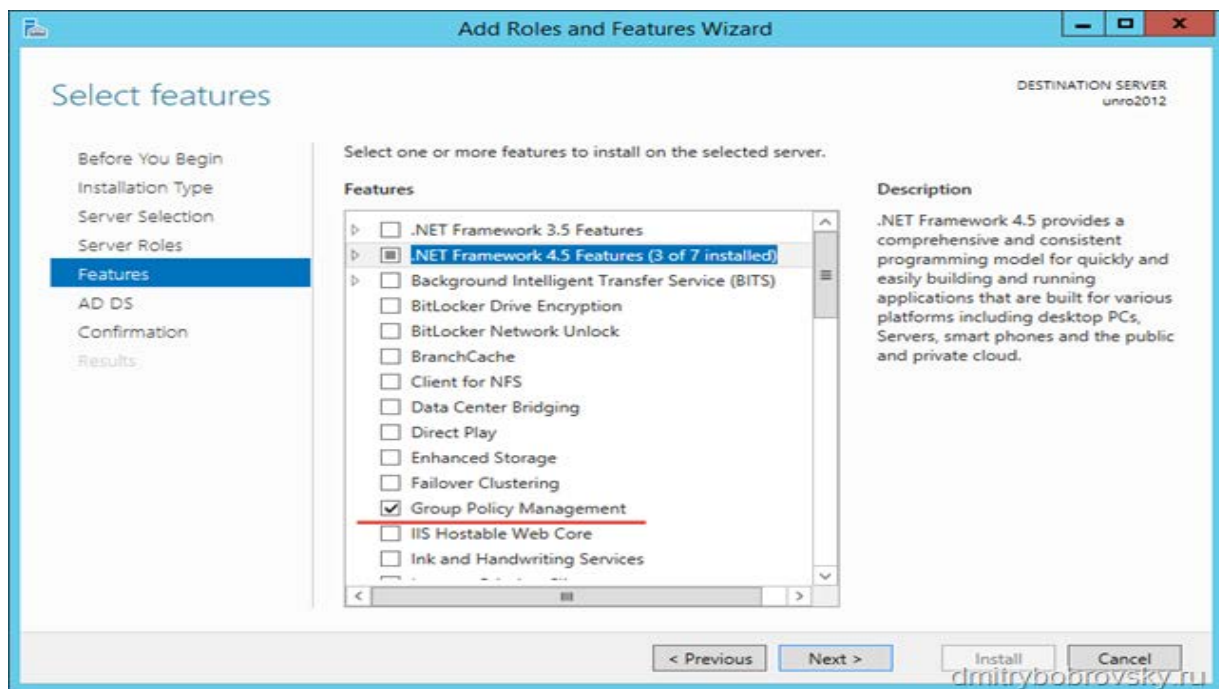 Add Roles and Features Wizard
Select features
DESTINATION SERVER
unro2012
Before You Begin
Installation Type
Server Selection
Server Roles
Features
AD DS
Confirmation
Results
Select one or more features to install on the selected server.
Features
.NET Framework 3.5 Features
.NET Framework 4.5 Features (3 of 7 installed)
Background Intelligent Transfer Service (BITS)
BitLocker Drive Encryption
BitLocker Network Unlock
BranchCache
Client for NFS
Data Center Bridging
Direct Play
Enhanced Storage
Failover Clustering
Group Policy Management
IIS Hostable Web Core
Ink and Handwriting Services
Description
.NET Framework 4.5 provides a
comprehensive and consistent
programming model for quickly and
easily building and running
applications that are built for various
platforms including desktop PCs,
Servers, smart phones and the public
and private cloud.
< Previous
Next >
Install
Cancel
dmitrybobrovsky.ru